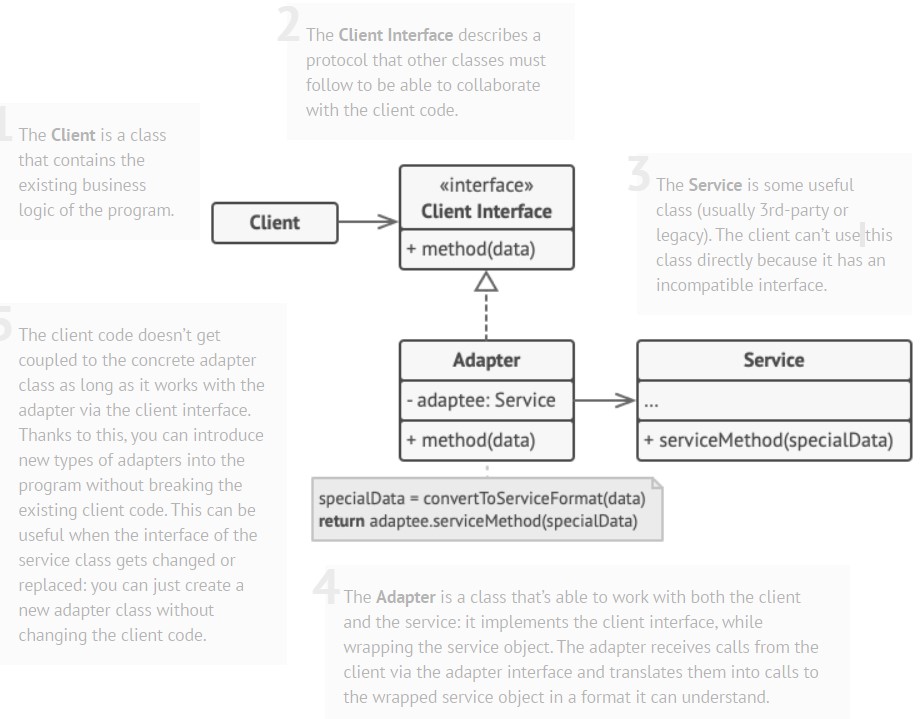 2
The Client Interface describes a
protocol that other classes must
follow to be able to collaborate
with the client code.
1
The Client is a class
that contains the
existing business
logic of the program.
3
The Service is some useful
class (usually 3rd-party or
legacy). The client can't use this
class directly because it has an
incompatible interface.
Client
«interface»
Client Interface
+ method(data)
5
The client code doesn't get
coupled to the concrete adapter
class as long as it works with the
adapter via the client interface.
Thanks to this, you can introduce
new types of adapters into the
program without breaking the
existing client code. This can be
useful when the interface of the
service class gets changed or
replaced: you can just create a
new adapter class without
changing the client code.
Adapter
- adaptee: Service
+ method(data)
Service
...
+ serviceMethod(specialData)
specialData = convertToServiceFormat(data)
return adaptee.serviceMethod(specialData)
4
The Adapter is a class that's able to work with both the client
and the service: it implements the client interface, while
wrapping the service object. The adapter receives calls from the
client via the adapter interface and translates them into calls to
the wrapped service object in a format it can understand.